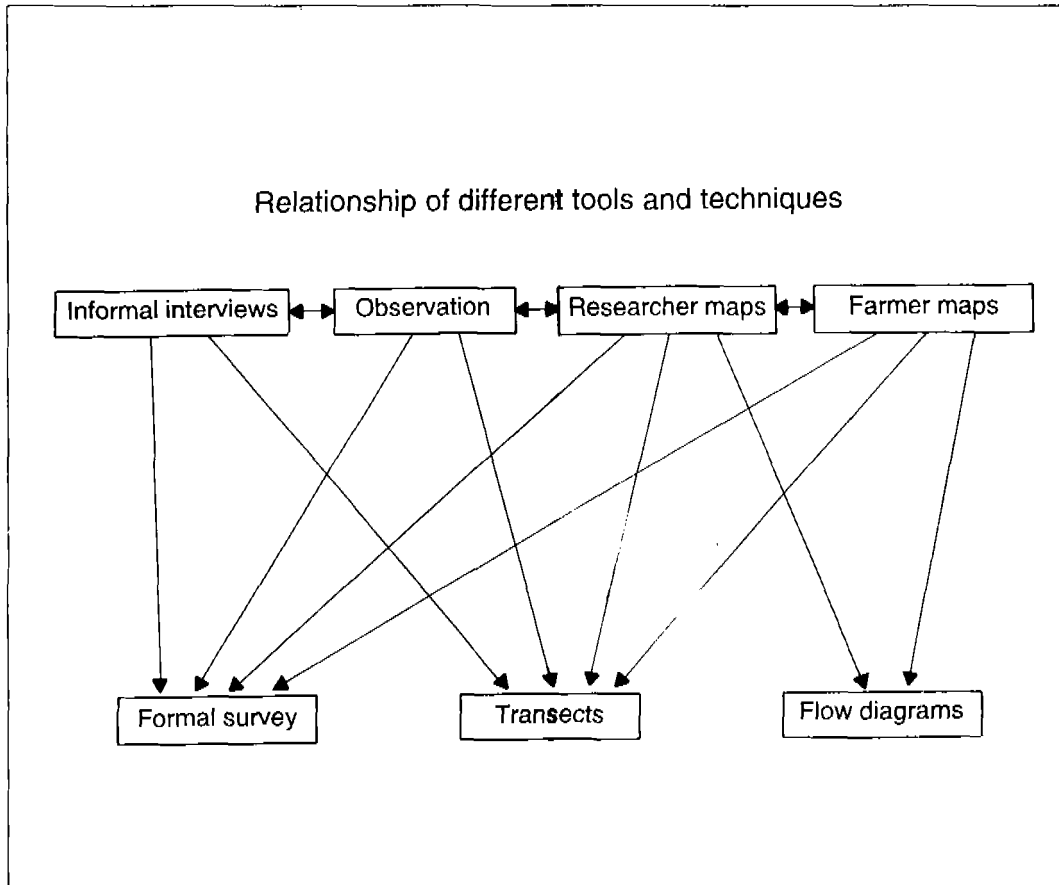 Relationship of different tools and techniques
Informal interviews
Observation
Researcher maps
Farmer maps
Formal survey
Transects
Flow diagrams